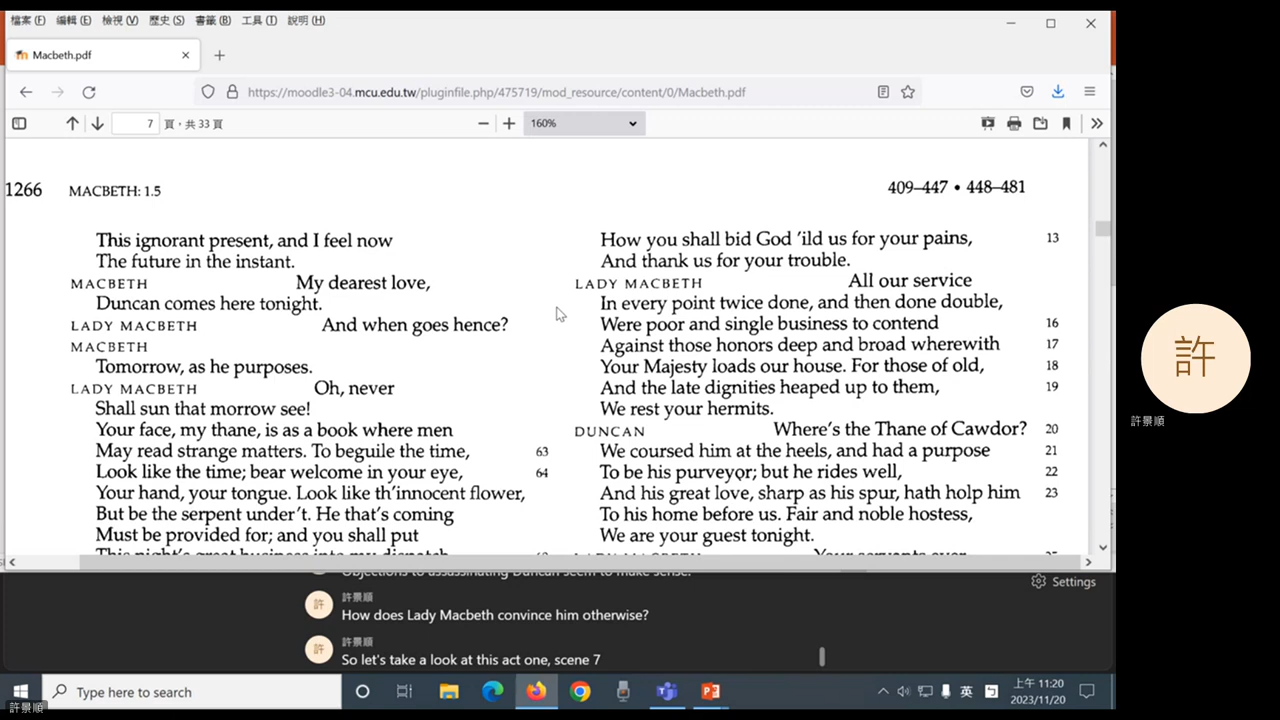 檔案(F) 編輯(E) 檢視(V) 歷史(S) 書籤(B) 工具(T) 說明(H)
Macbeth.pdf
https://moodle3-04.mcu.edu.tw/pluginfile.php/475719/mod_resource/content/0/Macbeth.pdf
7 頁，共 33 頁
160%
1266 MACBETH: 1.5
409–447 • 448–481
This ignorant present, and I feel now
The future in the instant.
MACBETH My dearest love,
Duncan comes here tonight.
LADY MACBETH And when goes hence?
MACBETH
Tomorrow, as he purposes.
LADY MACBETH Oh, never
Shall sun that morrow see!
Your face, my thane, is as a book where men
May read strange matters. To beguile the time, 63
Look like the time; bear welcome in your eye, 64
Your hand, your tongue. Look like th'innocent flower,
But be the serpent under't. He that's coming
Must be provided for; and you shall put
This night's great business into my dispatch
How you shall bid God 'ild us for your pains, 13
And thank us for your trouble.
LADY MACBETH All our service
In every point twice done, and then done double,
Were poor and single business to contend 16
Against those honors deep and broad wherewith 17
Your Majesty loads our house. For those of old, 18
And the late dignities heaped up to them, 19
We rest your hermits.
DUNCAN Where's the Thane of Cawdor? 20
We coursed him at the heels, and had a purpose 21
To be his purveyor; but he rides well, 22
And his great love, sharp as his spur, hath holp him 23
To his home before us. Fair and noble hostess,
We are your guest tonight.
LADY MACBETH Your servants ever
許
許景順
Objections to assassinating Duncan seem to make sense.
Settings
許
許景順
How does Lady Macbeth convince him otherwise?
許
許景順
So let's take a look at this act one, scene 7
Type here to search
英
上午 11:20
2023/11/20
許景順